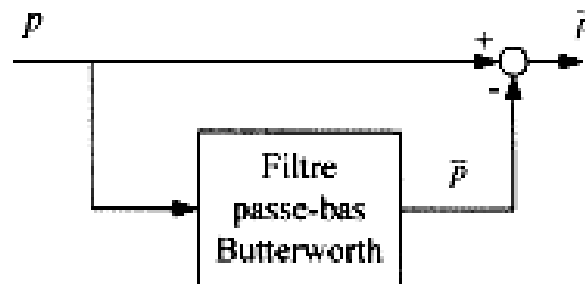 p
+
-
Filtre
passe-bas
Butterworth
p̄